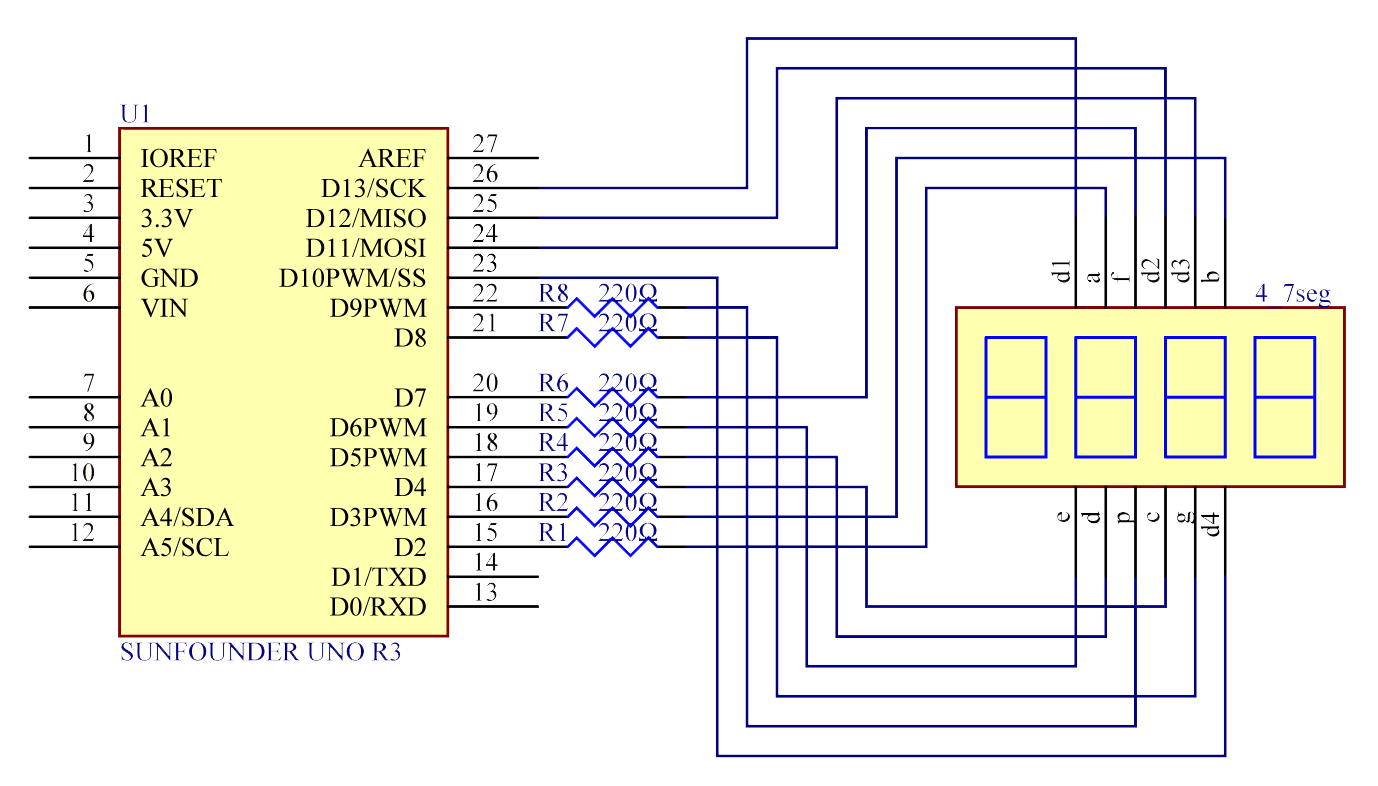 U1
1 IOREF AREF 27
2 RESET D13/SCK 26
3 3.3V D12/MISO 25
4 5V D11/MOSI 24
5 GND D10PWM/SS 23
6 VIN D9PWM 22 R8 220Ω
D8 21 R7 220Ω
7 A0 D7 20 R6 220Ω
8 A1 D6PWM 19 R5 220Ω
9 A2 D5PWM 18 R4 220Ω
10 A3 D4 17 R3 220Ω
11 A4/SDA D3PWM 16 R2 220Ω
12 A5/SCL D2 15 R1 220Ω
D1/TXD 14
D0/RXD 13
SUNFOUNDER UNO R3
d1 a f d2 d3 b
4 7seg
e d p c g d4